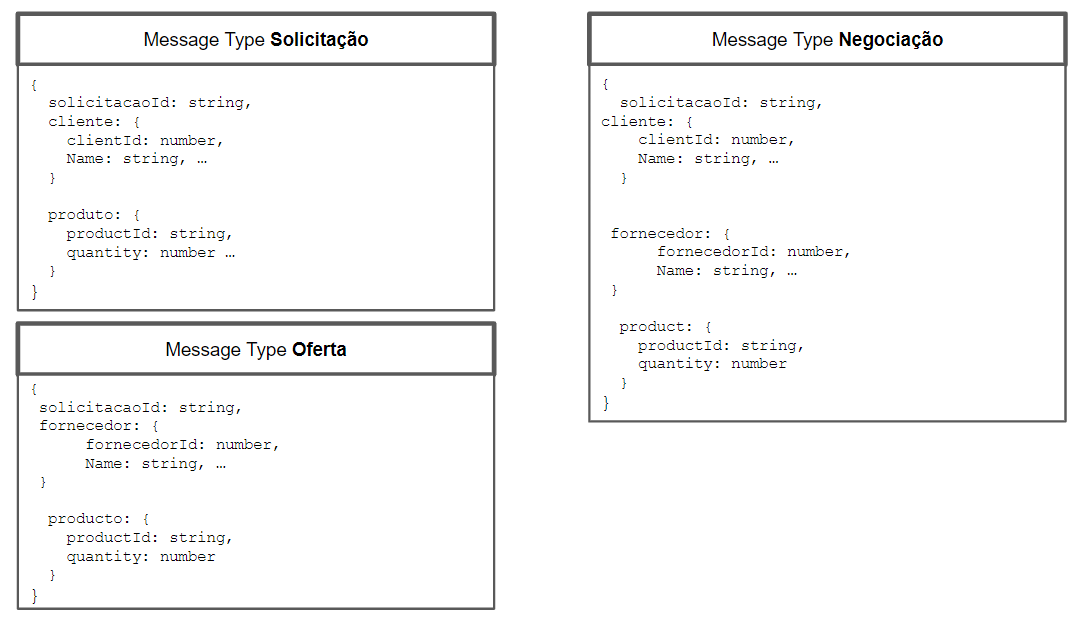 Message Type Solicitação
{
  solicitacaoId: string,
  cliente: {
    clientId: number,
    Name: string, …
  }
  produto: {
    productId: string,
    quantity: number …
  }
}
Message Type Oferta
{
 solicitacaoId: string,
 fornecedor: {
      fornecedorId: number,
      Name: string, …
 }
  producto: {
    productId: string,
    quantity: number
  }
}
Message Type Negociação
{
  solicitacaoId: string,
cliente: {
    clientId: number,
    Name: string, …
  }
 fornecedor: {
      fornecedorId: number,
      Name: string, …
 }
  product: {
    productId: string,
    quantity: number
  }
}